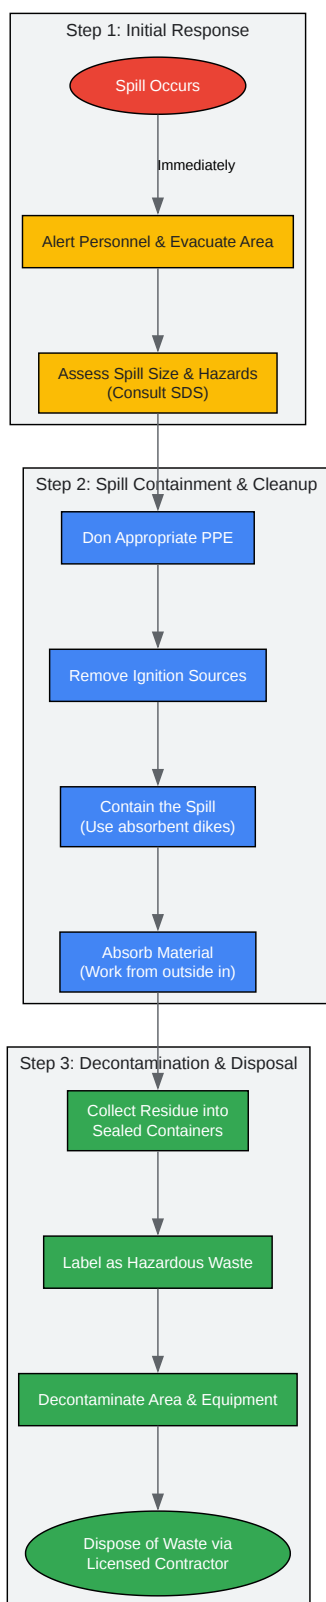 Step 1: Initial Response
Spill Occurs
Immediately
Alert Personnel & Evacuate Area
Assess Spill Size & Hazards
(Consult SDS)
Step 2: Spill Containment & Cleanup
Don Appropriate PPE
Remove Ignition Sources
Contain the Spill
(Use absorbent dikes)
Absorb Material
(Work from outside in)
Step 3: Decontamination & Disposal
Collect Residue into
Sealed Containers
Label as Hazardous Waste
Decontaminate Area & Equipment
Dispose of Waste via
Licensed Contractor